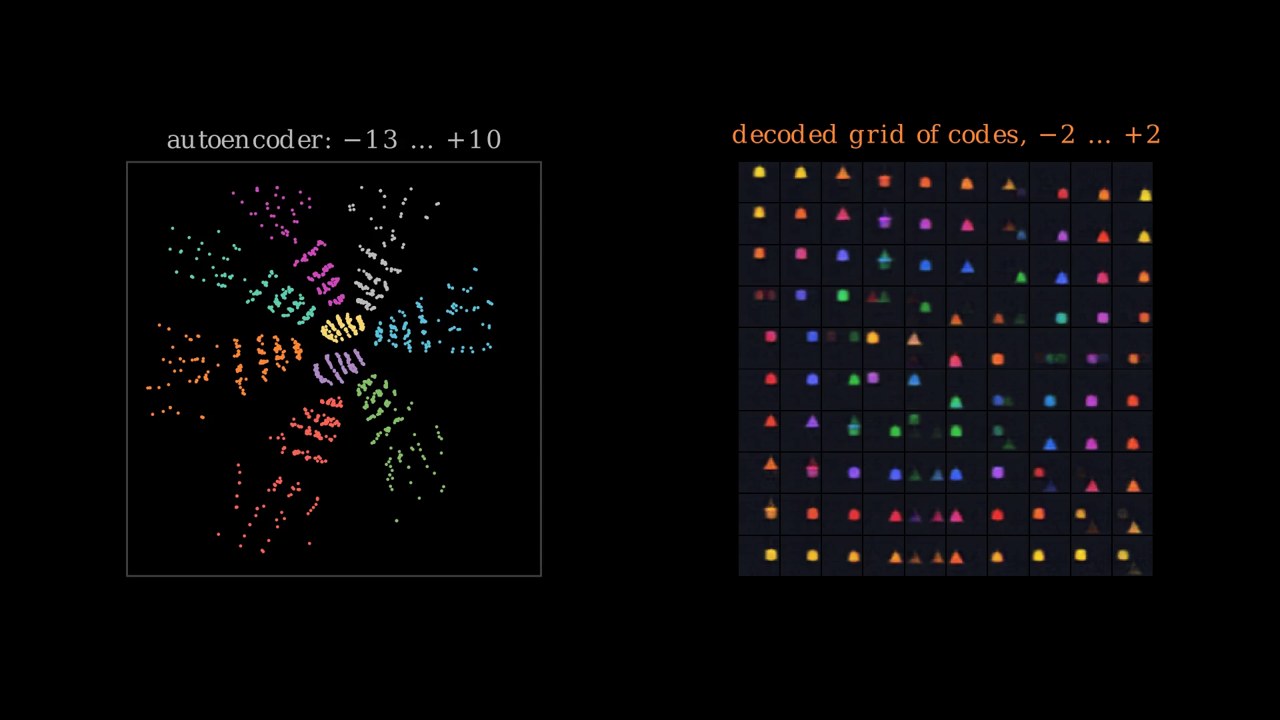 autoencoder: −13 … +10
decoded grid of codes, −2 … +2